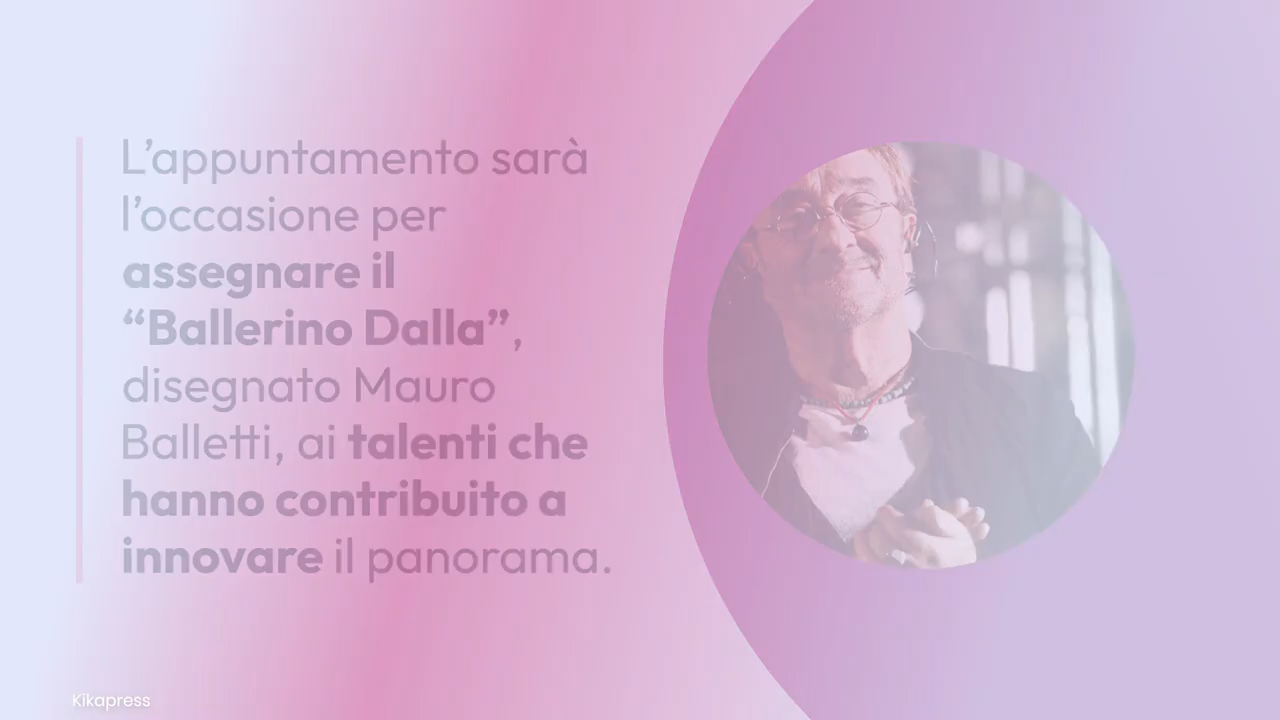 L’appuntamento sarà
l’occasione per
assegnare il
“Ballerino Dalla”,
disegnato Mauro
Balletti, ai talenti che
hanno contribuito a
innovare il panorama.
Kikapress